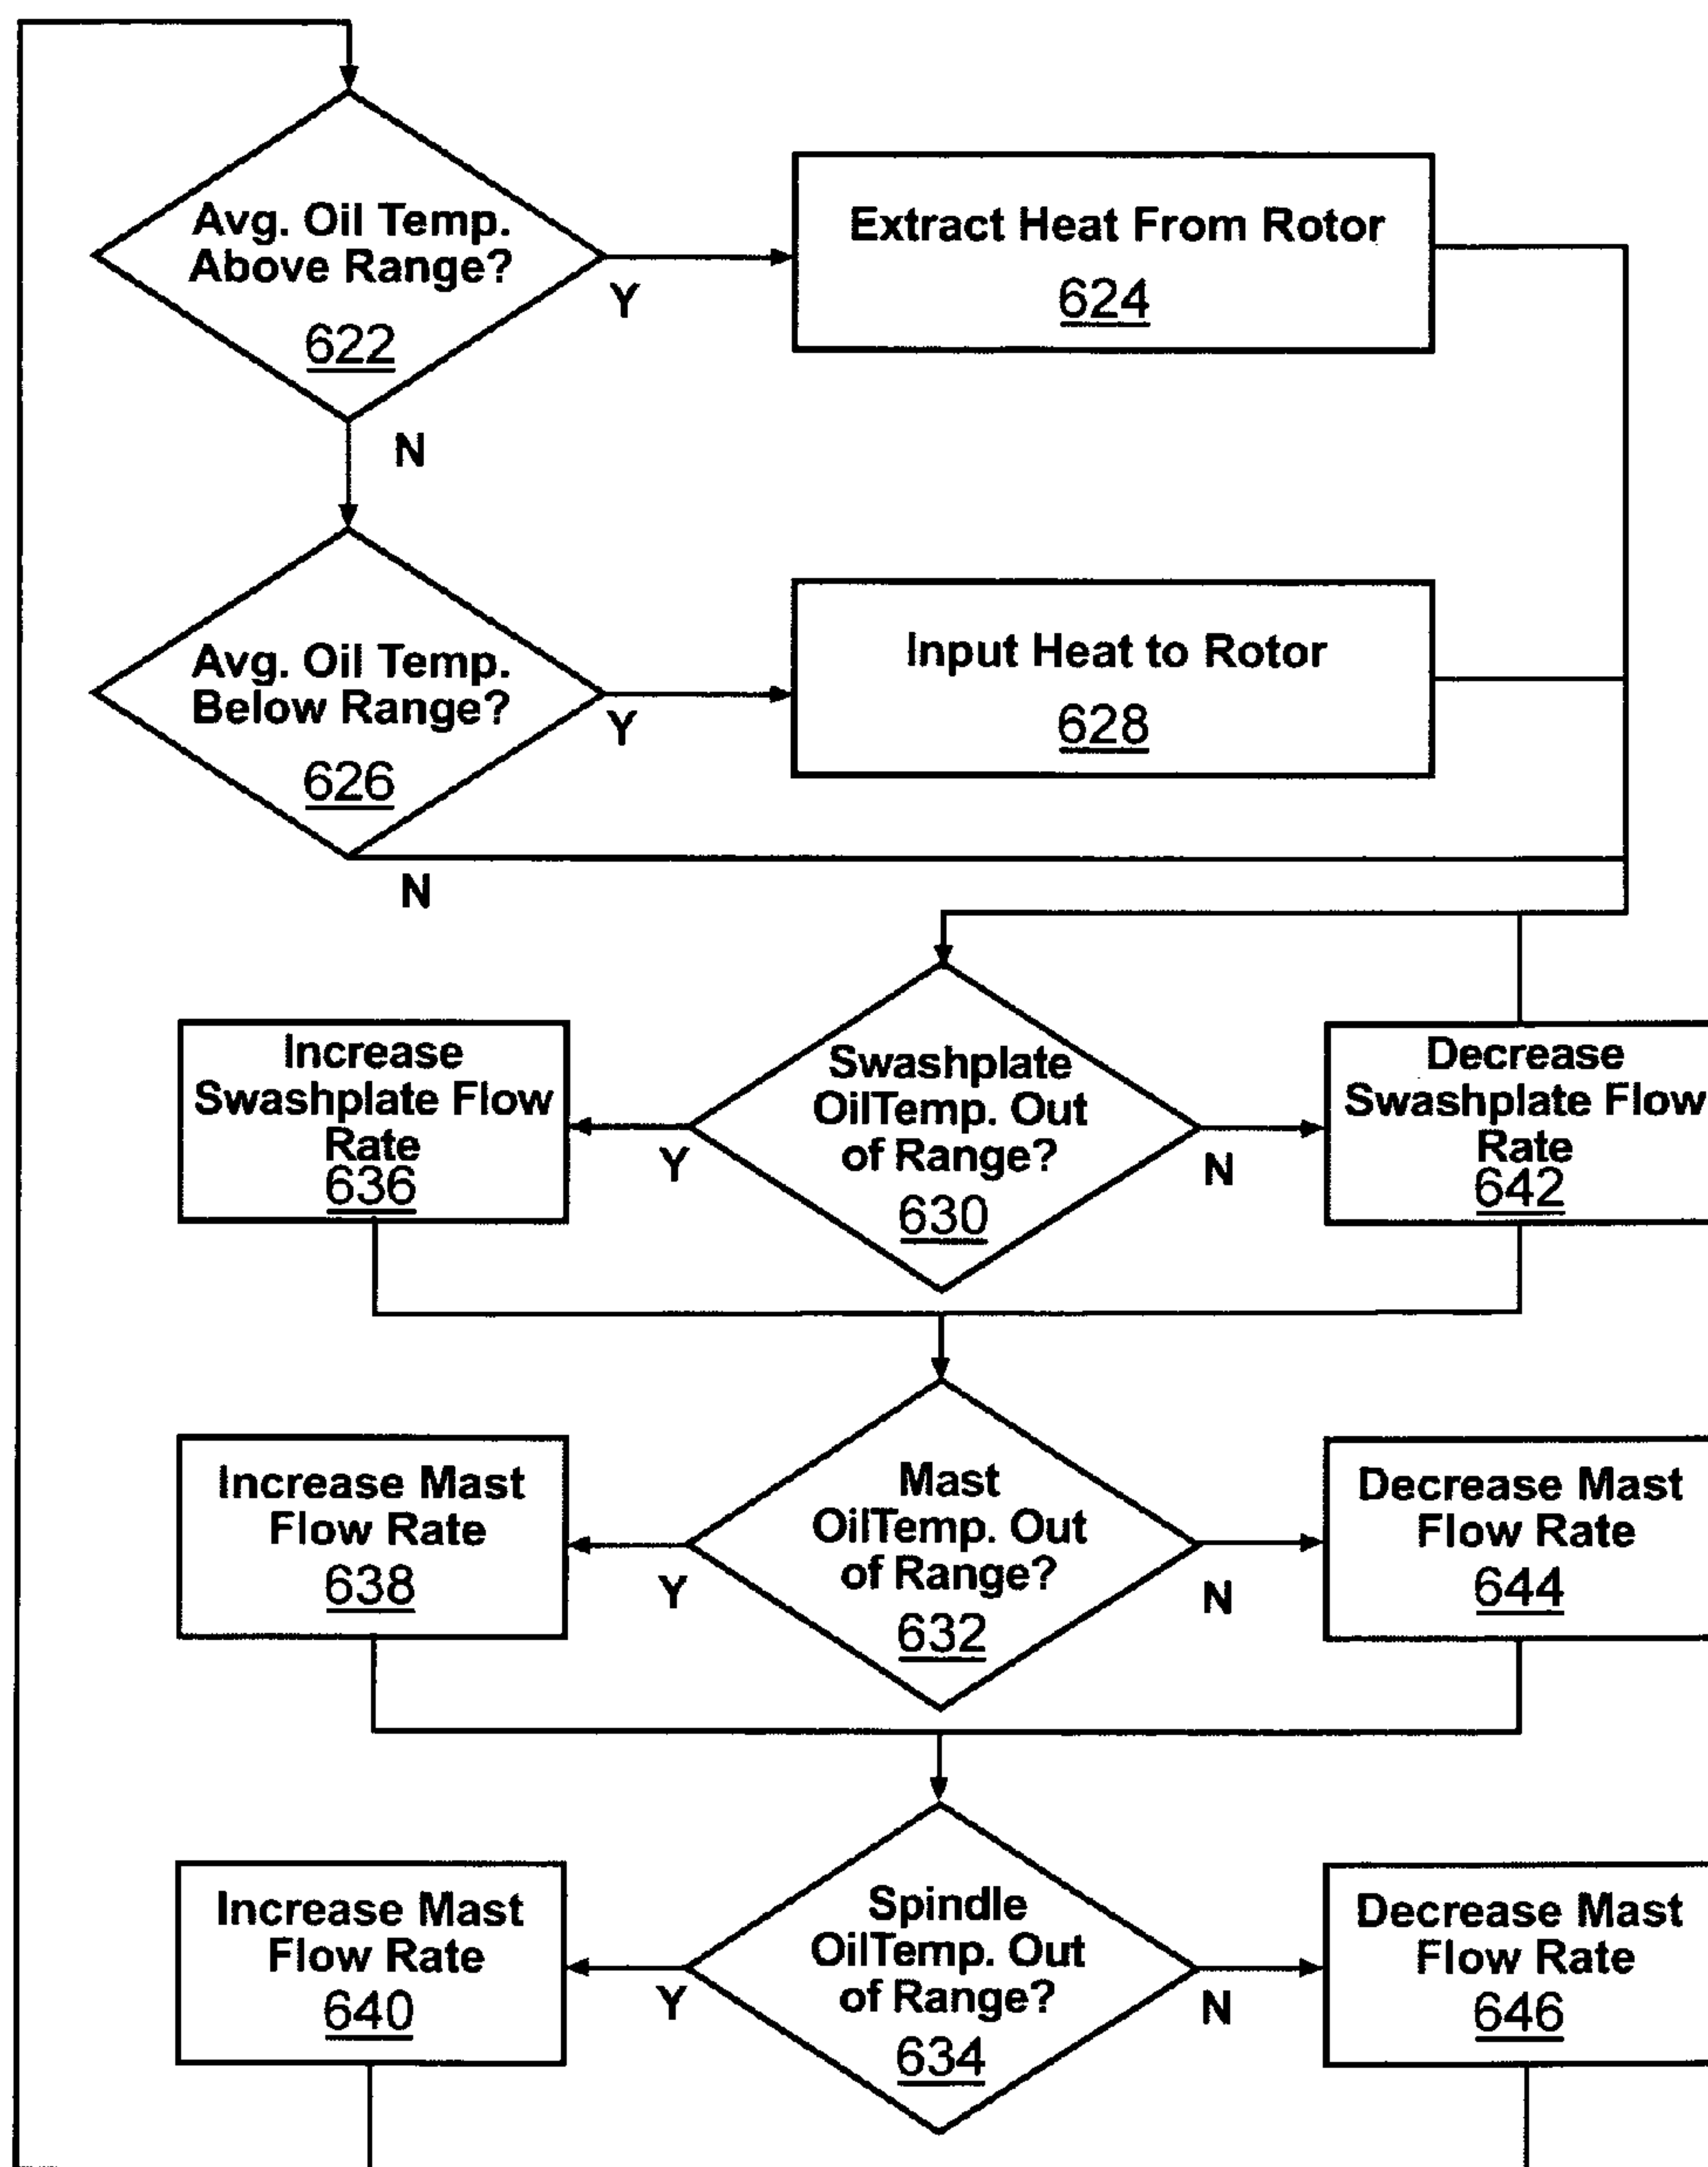 Avg. Oil Temp.
Above Range?
622
Y
N
Extract Heat From Rotor
624
Avg. Oil Temp.
Below Range?
626
Y
N
Input Heat to Rotor
628
Increase
Swashplate Flow
Rate
636
Y
Swashplate
OilTemp. Out
of Range?
630
N
Decrease
Swashplate Flow
Rate
642
Increase Mast
Flow Rate
638
Y
Mast
OilTemp. Out
of Range?
632
N
Decrease Mast
Flow Rate
644
Increase Mast
Flow Rate
640
Y
Spindle
OilTemp. Out
of Range?
634
N
Decrease Mast
Flow Rate
646